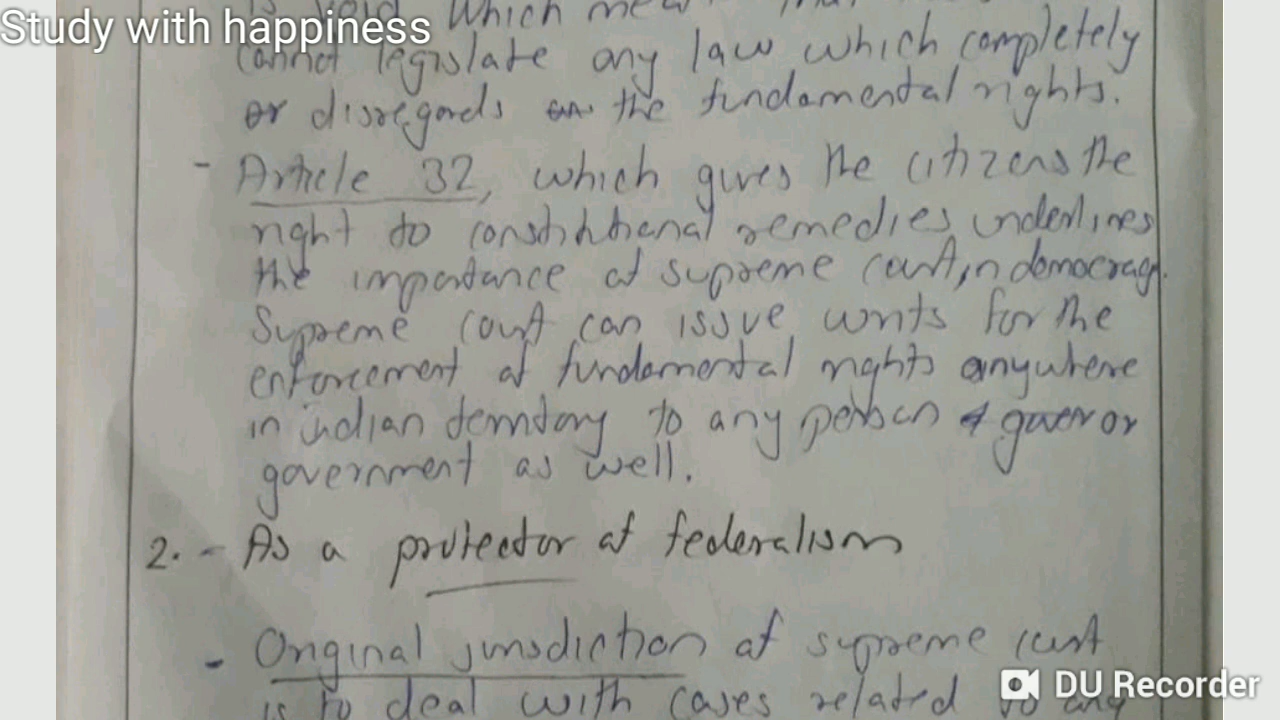 Study with happiness
which
cannot legislate any law which completely
or disregards the fundamental rights.
- Article 32, which gives the citizens the
right to constitutional remedies underlines
the importance of supreme court in democracy.
Supreme court can issue writs for the
enforcement of fundamental rights anywhere
in indian territory to any person or
government as well.
2. - As a protector of federalism
- Original jurisdiction of supreme court
is to deal with cases related to any
DU Recorder